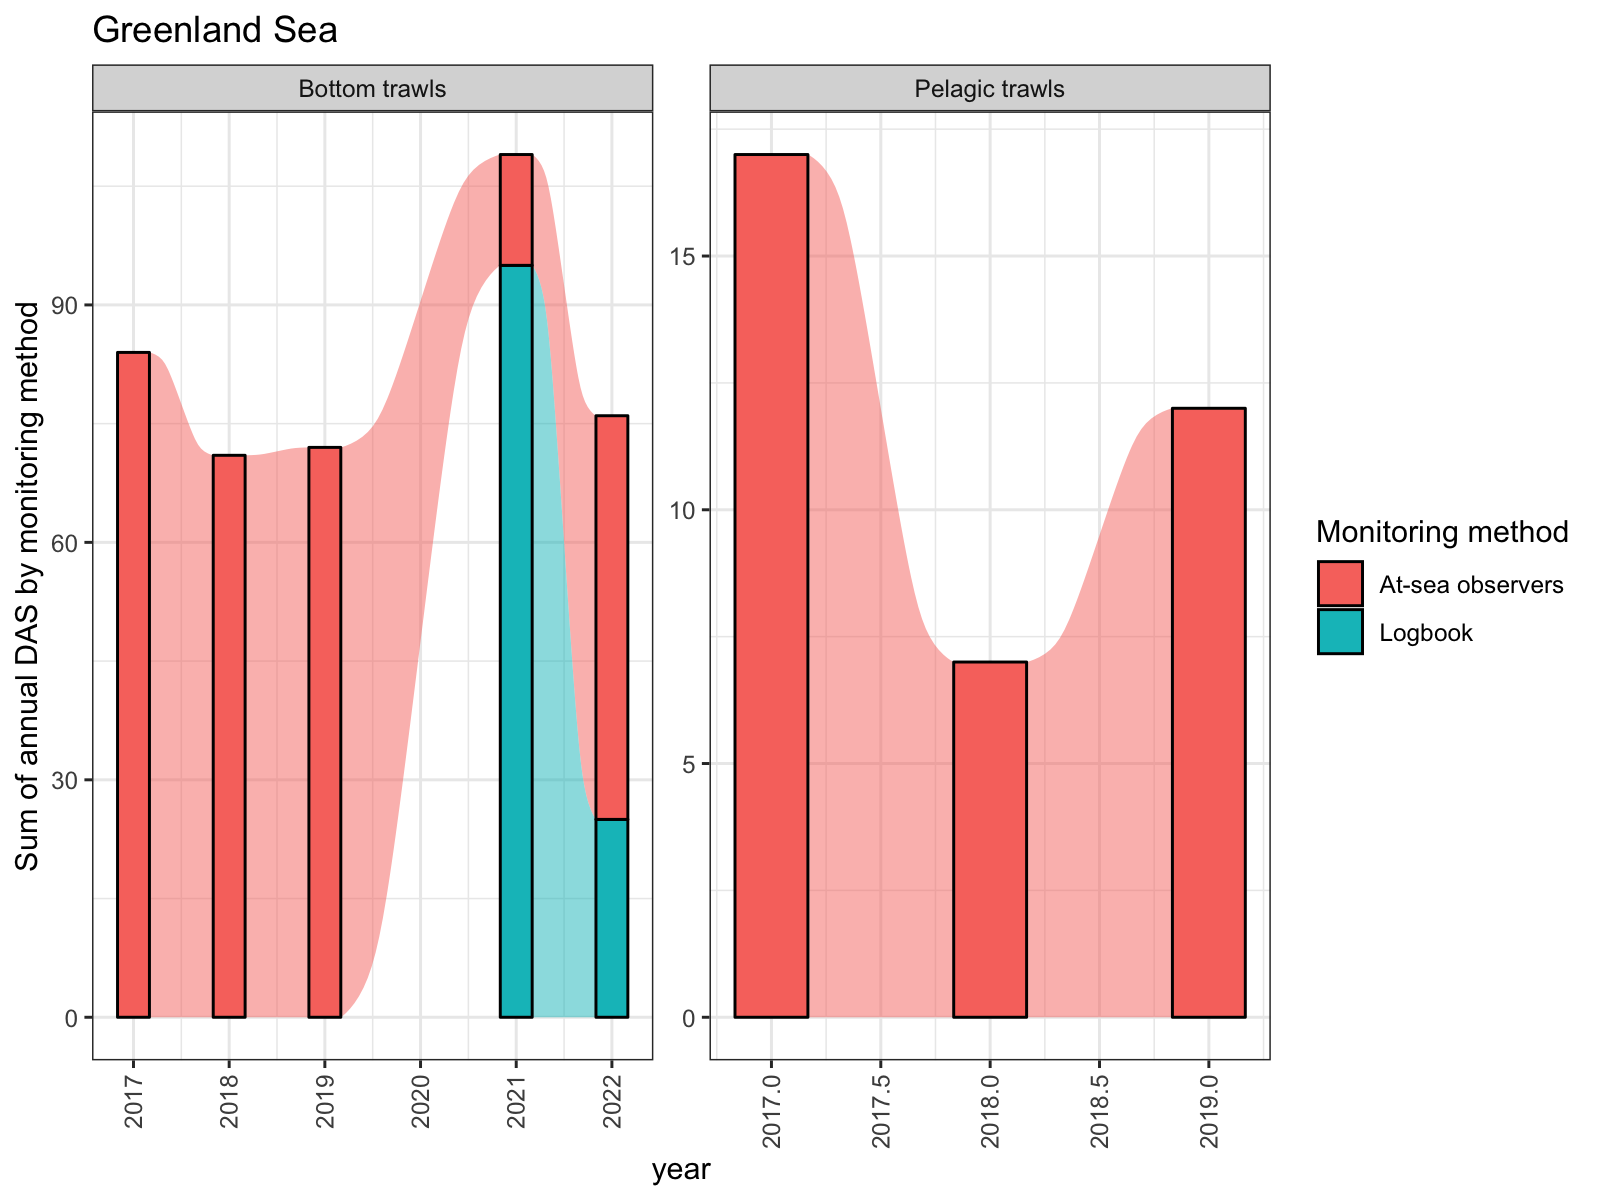 Greenland Sea
Bottom trawls
Pelagic trawls
Sum of annual DAS by monitoring method
90
60
30
0
15
10
5
0
2017
2018
2019
2020
2021
2022
2017.0
2017.5
2018.0
2018.5
2019.0
year
Monitoring method
At-sea observers
Logbook